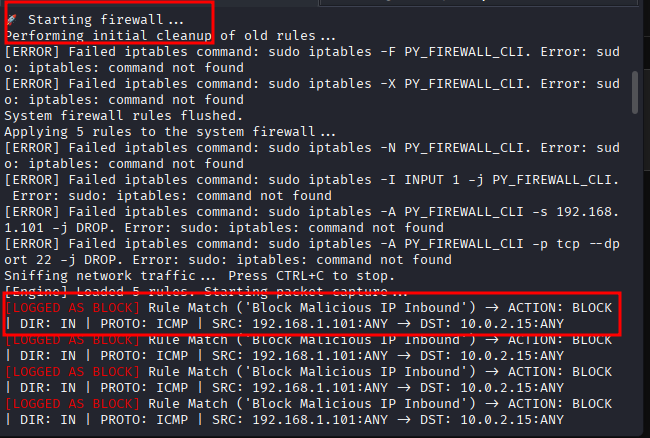 🚀 Starting firewall...
Performing initial cleanup of old rules...
[ERROR] Failed iptables command: sudo iptables -F PY_FIREWALL_CLI. Error: sud
o: iptables: command not found
[ERROR] Failed iptables command: sudo iptables -X PY_FIREWALL_CLI. Error: sud
o: iptables: command not found
System firewall rules flushed.
Applying 5 rules to the system firewall...
[ERROR] Failed iptables command: sudo iptables -N PY_FIREWALL_CLI. Error: sud
o: iptables: command not found
[ERROR] Failed iptables command: sudo iptables -I INPUT 1 -j PY_FIREWALL_CLI.
 Error: sudo: iptables: command not found
[ERROR] Failed iptables command: sudo iptables -A PY_FIREWALL_CLI -s 192.168.
1.101 -j DROP. Error: sudo: iptables: command not found
[ERROR] Failed iptables command: sudo iptables -A PY_FIREWALL_CLI -p tcp --dp
ort 22 -j DROP. Error: sudo: iptables: command not found
Sniffing network traffic... Press CTRL+C to stop.
[Engine] Loaded 5 rules. Starting packet capture...
[LOGGED AS BLOCK] Rule Match ('Block Malicious IP Inbound') → ACTION: BLOCK
| DIR: IN | PROTO: ICMP | SRC: 192.168.1.101:ANY → DST: 10.0.2.15:ANY
[LOGGED AS BLOCK] Rule Match ('Block Malicious IP Inbound') → ACTION: BLOCK
| DIR: IN | PROTO: ICMP | SRC: 192.168.1.101:ANY → DST: 10.0.2.15:ANY
[LOGGED AS BLOCK] Rule Match ('Block Malicious IP Inbound') → ACTION: BLOCK
| DIR: IN | PROTO: ICMP | SRC: 192.168.1.101:ANY → DST: 10.0.2.15:ANY
[LOGGED AS BLOCK] Rule Match ('Block Malicious IP Inbound') → ACTION: BLOCK
| DIR: IN | PROTO: ICMP | SRC: 192.168.1.101:ANY → DST: 10.0.2.15:ANY